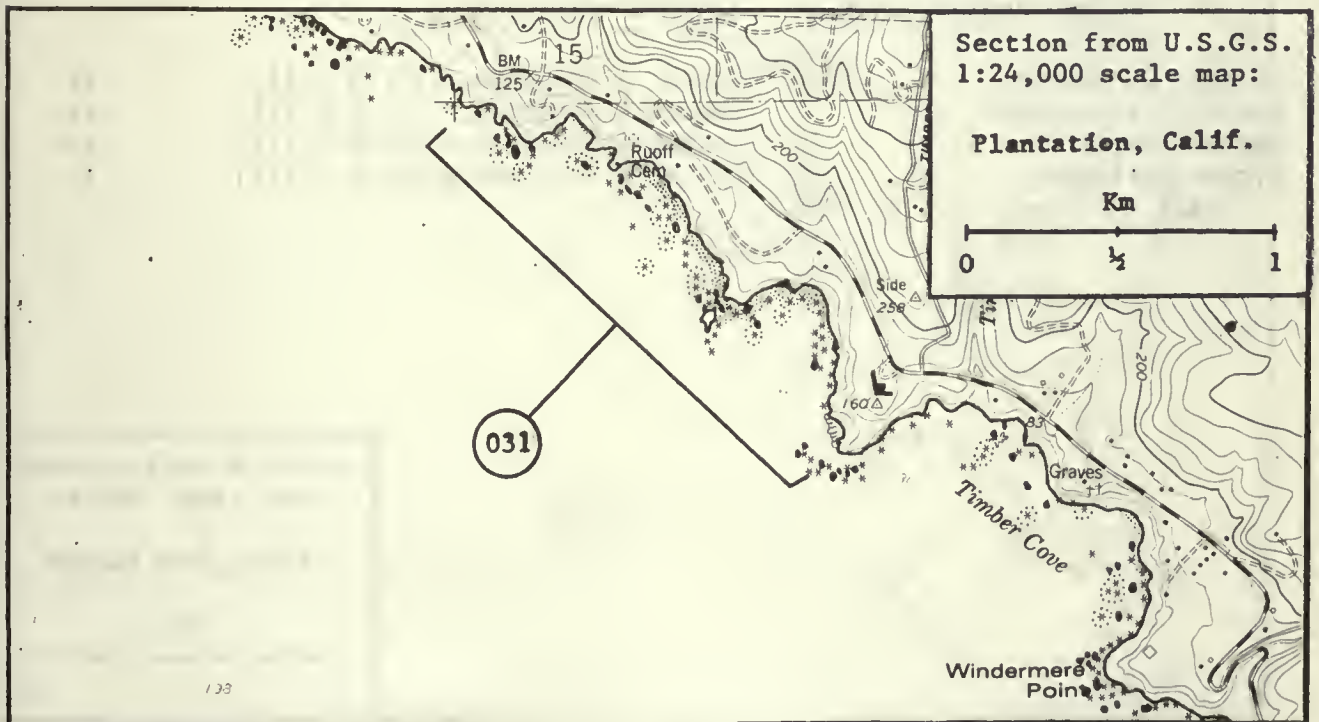 Section from U.S.G.S.
1:24,000 scale map:
Plantation, Calif.
Km
0 ½ 1
BM
125
15
Ruoff
Cem
200
Side
258
160
031
83
Graves
200
Timber Cove
Windermere
Point